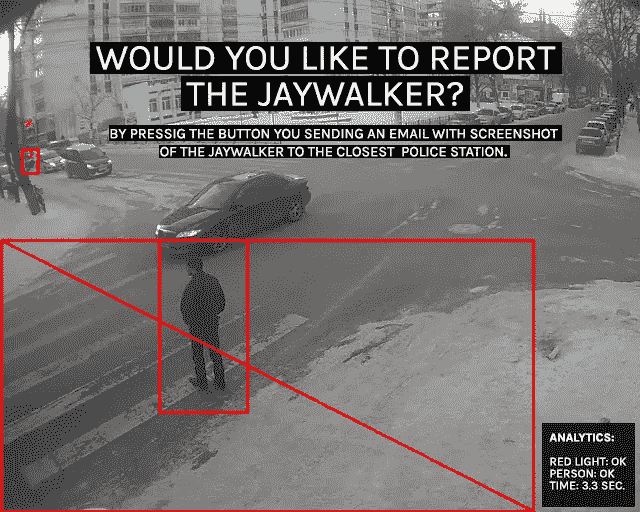 WOULD YOU LIKE TO REPORT
THE JAYWALKER?
BY PRESSIG THE BUTTON YOU SENDING AN EMAIL WITH SCREENSHOT
OF THE JAYWALKER TO THE CLOSEST POLICE STATION.
ANALYTICS:
RED LIGHT: OK
PERSON: OK
TIME: 3.3 SEC.